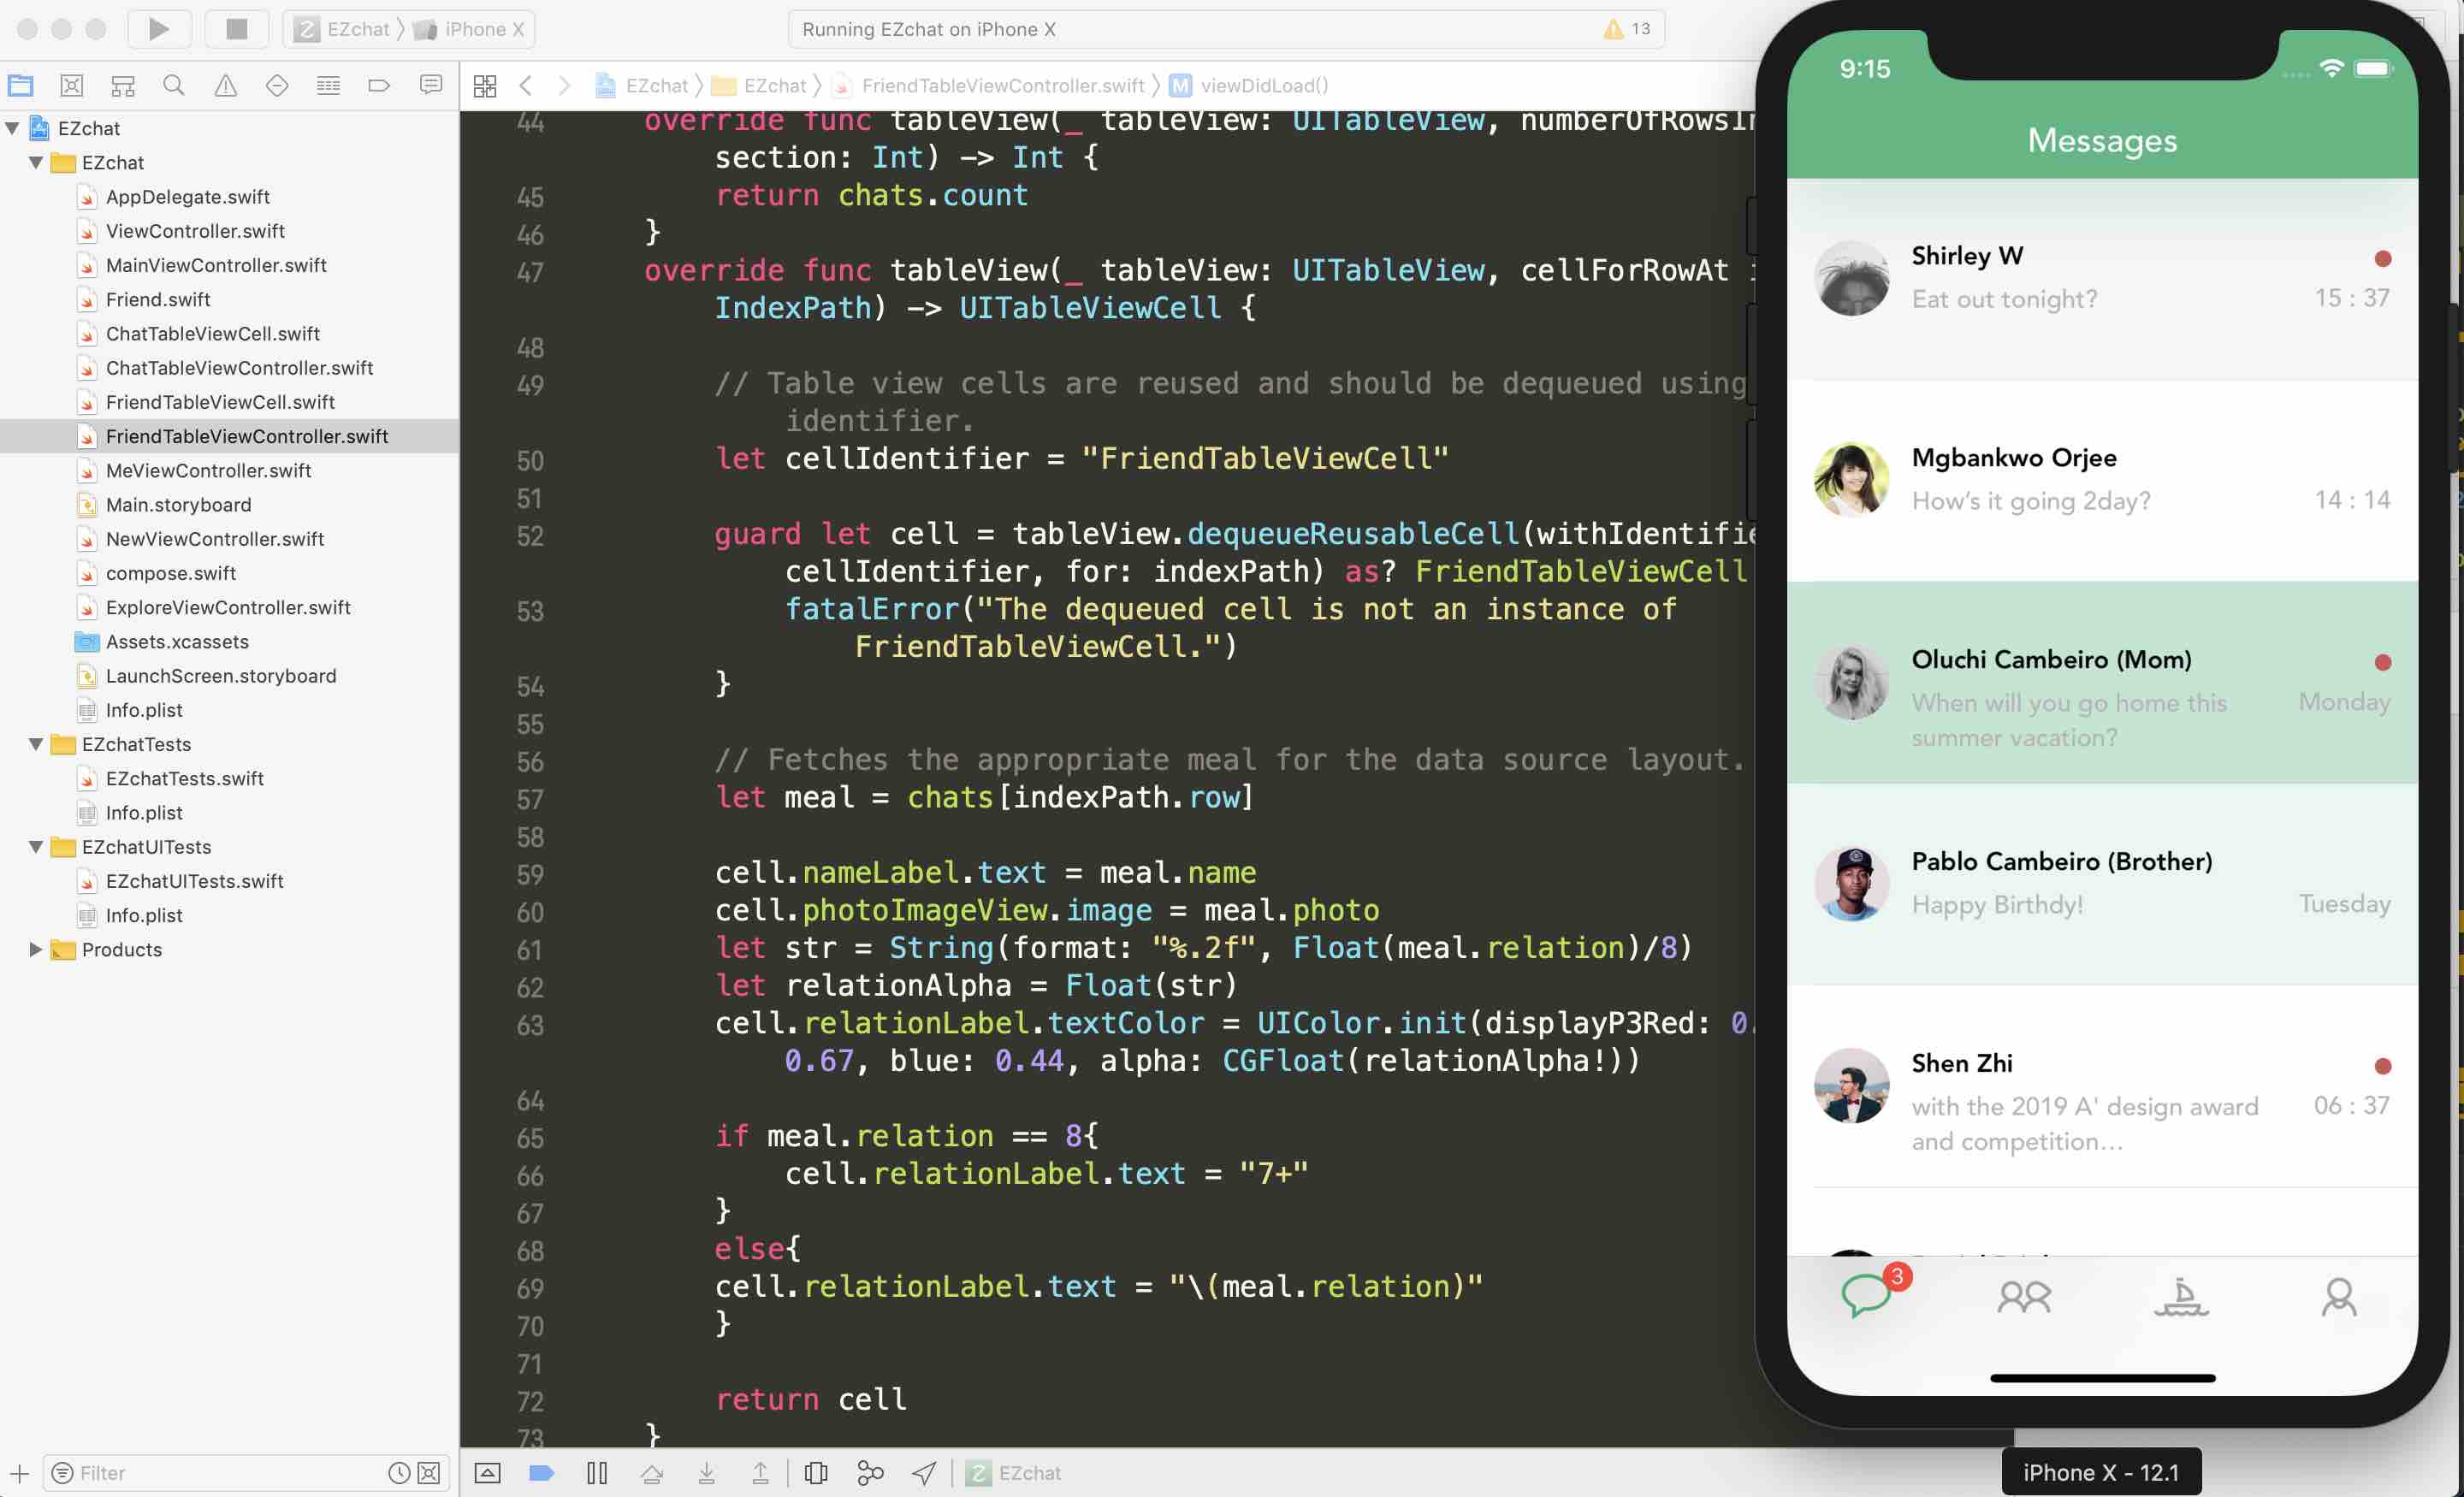 EZchat 〉 iPhone X
Running EZchat on iPhone X
13
EZchat 〉 EZchat 〉 FriendTableViewController.swift 〉 M viewDidLoad()
EZchat
EZchat
AppDelegate.swift
ViewController.swift
MainViewController.swift
Friend.swift
ChatTableViewCell.swift
ChatTableViewController.swift
FriendTableViewCell.swift
FriendTableViewController.swift
MeViewController.swift
Main.storyboard
NewViewController.swift
compose.swift
ExploreViewController.swift
Assets.xcassets
LaunchScreen.storyboard
Info.plist
EZchatTests
EZchatTests.swift
Info.plist
EZchatUITests
EZchatUITests.swift
Info.plist
Products
Filter
44 override func tableView(_ tableView: UITableView, numberOfRowsIn
section: Int) -> Int {
45 return chats.count
46 }
47 override func tableView(_ tableView: UITableView, cellForRowAt
IndexPath) -> UITableViewCell {
48
49 // Table view cells are reused and should be dequeued using
identifier.
50 let cellIdentifier = "FriendTableViewCell"
51
52 guard let cell = tableView.dequeueReusableCell(withIdentifie
cellIdentifier, for: indexPath) as? FriendTableViewCell
53 fatalError("The dequeued cell is not an instance of
FriendTableViewCell.")
54 }
55
56 // Fetches the appropriate meal for the data source layout.
57 let meal = chats[indexPath.row]
58
59 cell.nameLabel.text = meal.name
60 cell.photoImageView.image = meal.photo
61 let str = String(format: "%.2f", Float(meal.relation)/8)
62 let relationAlpha = Float(str)
63 cell.relationLabel.textColor = UIColor.init(displayP3Red: 0.
0.67, blue: 0.44, alpha: CGFloat(relationAlpha!))
64
65 if meal.relation == 8{
66 cell.relationLabel.text = "7+"
67 }
68 else{
69 cell.relationLabel.text = "\(meal.relation)"
70 }
71
72 return cell
73 }
EZchat
9:15
Messages
Shirley W
Eat out tonight? 15 : 37
Mgbankwo Orjee
How's it going 2day? 14 : 14
Oluchi Cambeiro (Mom)
When will you go home this Monday
summer vacation?
Pablo Cambeiro (Brother)
Happy Birthdy! Tuesday
Shen Zhi
with the 2019 A' design award 06 : 37
and competition...
3
iPhone X - 12.1